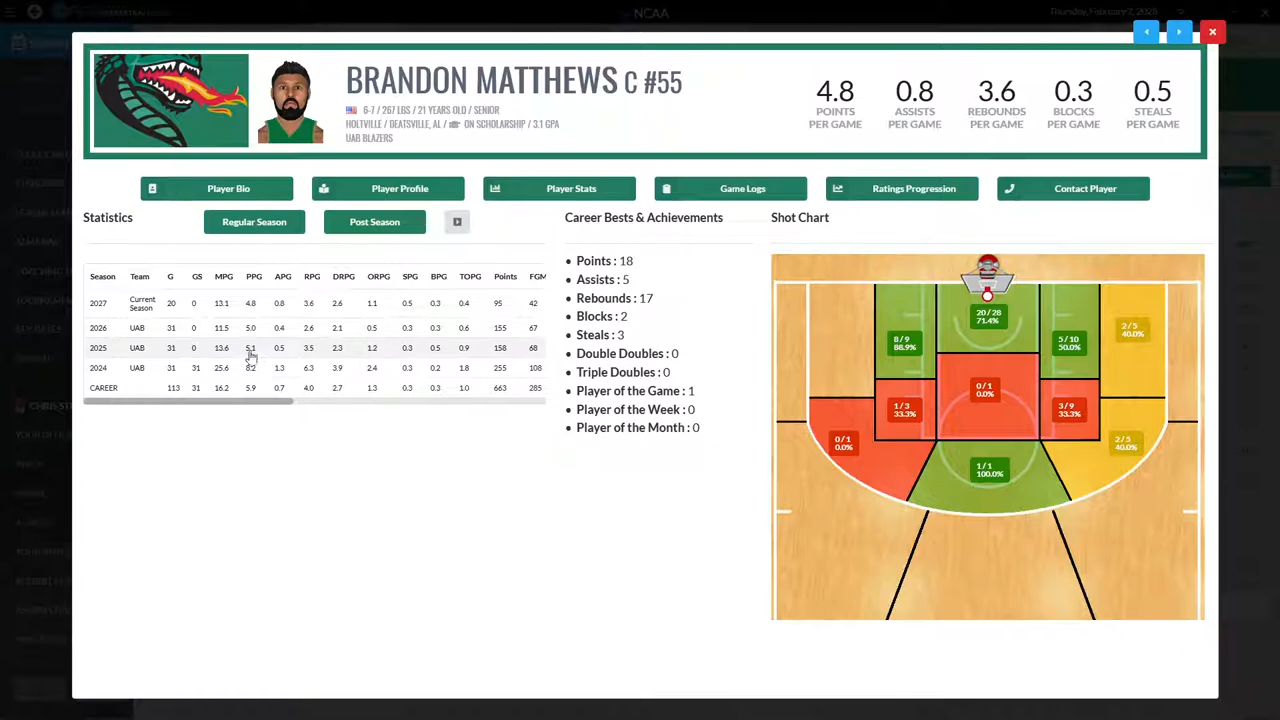 NCAA
BRANDON MATTHEWS C #55
6-7 / 267 LBS / 21 YEARS OLD / SENIOR
HOLTVILLE / DEATSVILLE, AL / ON SCHOLARSHIP / 3.1 GPA
UAB BLAZERS
4.8 POINTS PER GAME
0.8 ASSISTS PER GAME
3.6 REBOUNDS PER GAME
0.3 BLOCKS PER GAME
0.5 STEALS PER GAME
Player Bio
Player Profile
Player Stats
Game Logs
Ratings Progression
Contact Player
Statistics
Regular Season
Post Season
Season Team G GS MPG PPG APG RPG DRPG ORPG SPG BPG TOPG Points FGM
2027 Current Season 20 0 13.1 4.8 0.8 3.6 2.6 1.1 0.5 0.3 0.4 95 42
2026 UAB 31 0 11.5 5.0 0.4 2.6 2.1 0.5 0.3 0.3 0.6 155 67
2025 UAB 31 0 13.6 5.1 0.5 3.5 2.3 1.2 0.3 0.5 0.9 158 68
2024 UAB 31 31 25.6 8.2 1.3 6.3 3.9 2.4 0.3 0.2 1.8 255 108
CAREER 113 31 16.2 5.9 0.7 4.0 2.7 1.3 0.3 0.3 1.0 663 285
Career Bests & Achievements
Points : 18
Assists : 5
Rebounds : 17
Blocks : 2
Steals : 3
Double Doubles : 0
Triple Doubles : 0
Player of the Game : 1
Player of the Week : 0
Player of the Month : 0
Shot Chart
20 / 28
71.4%
2 / 5
40.0%
8 / 9
88.9%
5 / 10
50.0%
0 / 1
0.0%
1 / 3
33.3%
3 / 9
33.3%
0 / 1
0.0%
2 / 5
40.0%
1 / 1
100.0%